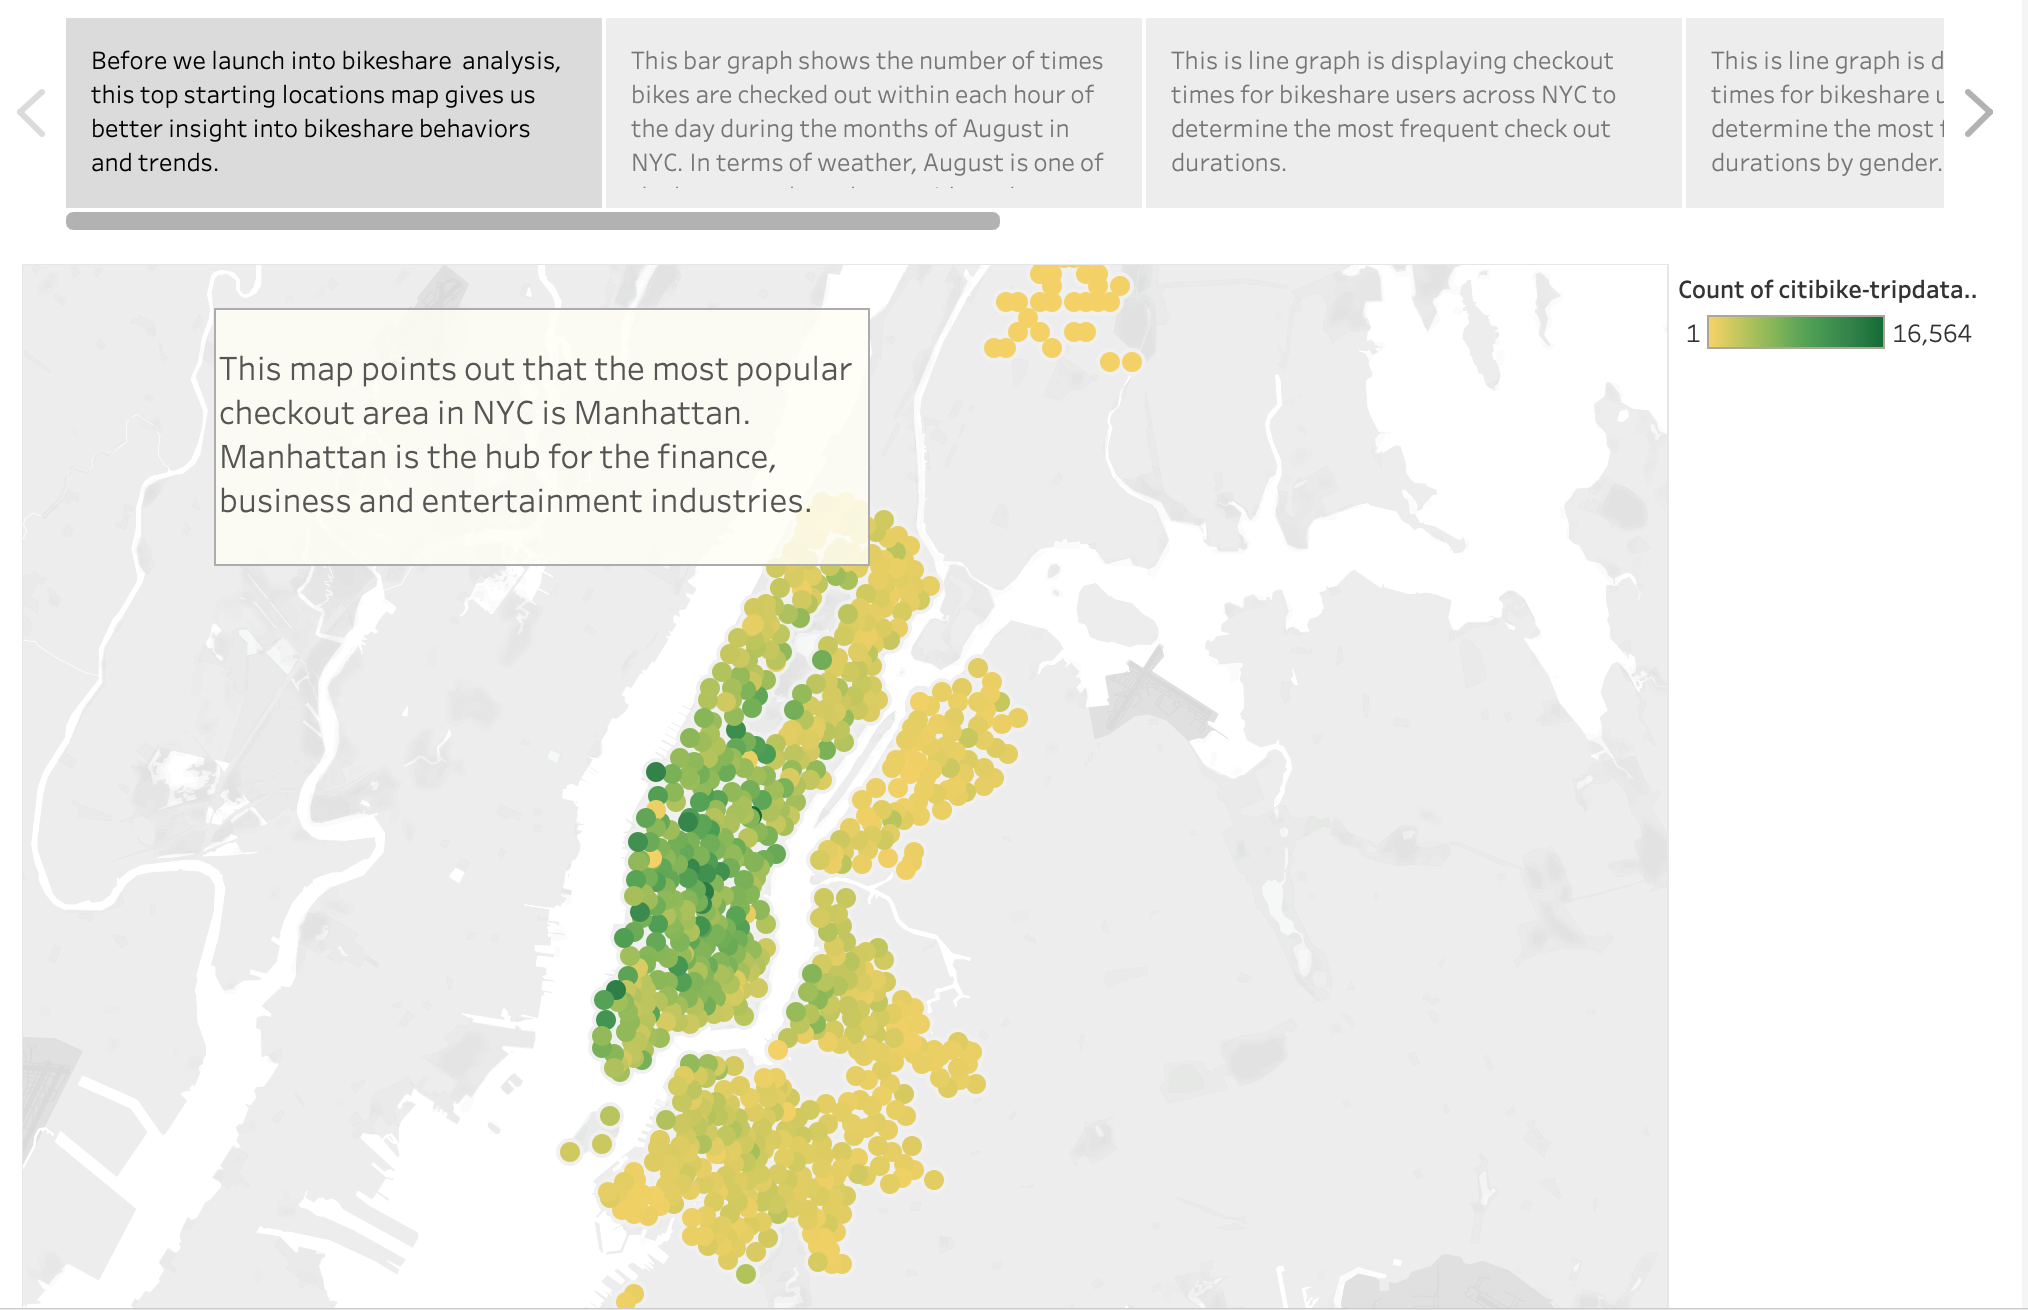 Before we launch into bikeshare  analysis,
this top starting locations map gives us
better insight into bikeshare behaviors
and trends.
This bar graph shows the number of times
bikes are checked out within each hour of
the day during the months of August in
NYC. In terms of weather, August is one of
This is line graph is displaying checkout
times for bikeshare users across NYC to
determine the most frequent check out
durations.
This is line graph is d
times for bikeshare u
determine the most f
durations by gender.
Count of citibike-tripdata..
1
16,564
This map points out that the most popular
checkout area in NYC is Manhattan.
Manhattan is the hub for the finance,
business and entertainment industries.